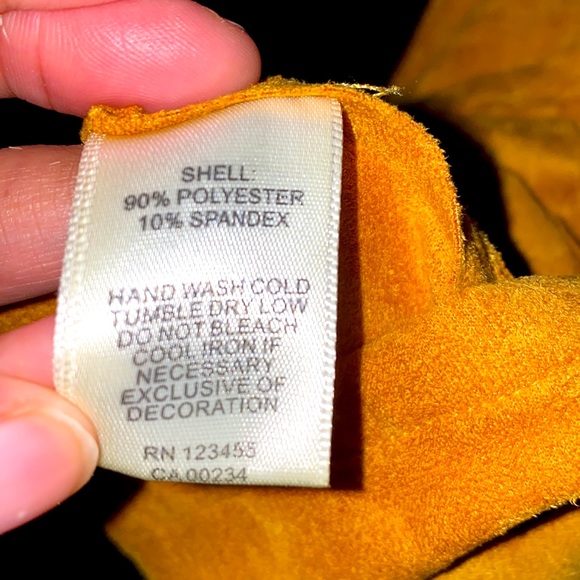 SHELL:
90% POLYESTER
10% SPANDEX
HAND WASH COLD
TUMBLE DRY LOW
DO NOT BLEACH
COOL IRON IF
NECESSARY
EXCLUSIVE OF
DECORATION
RN 123455
CA 00234